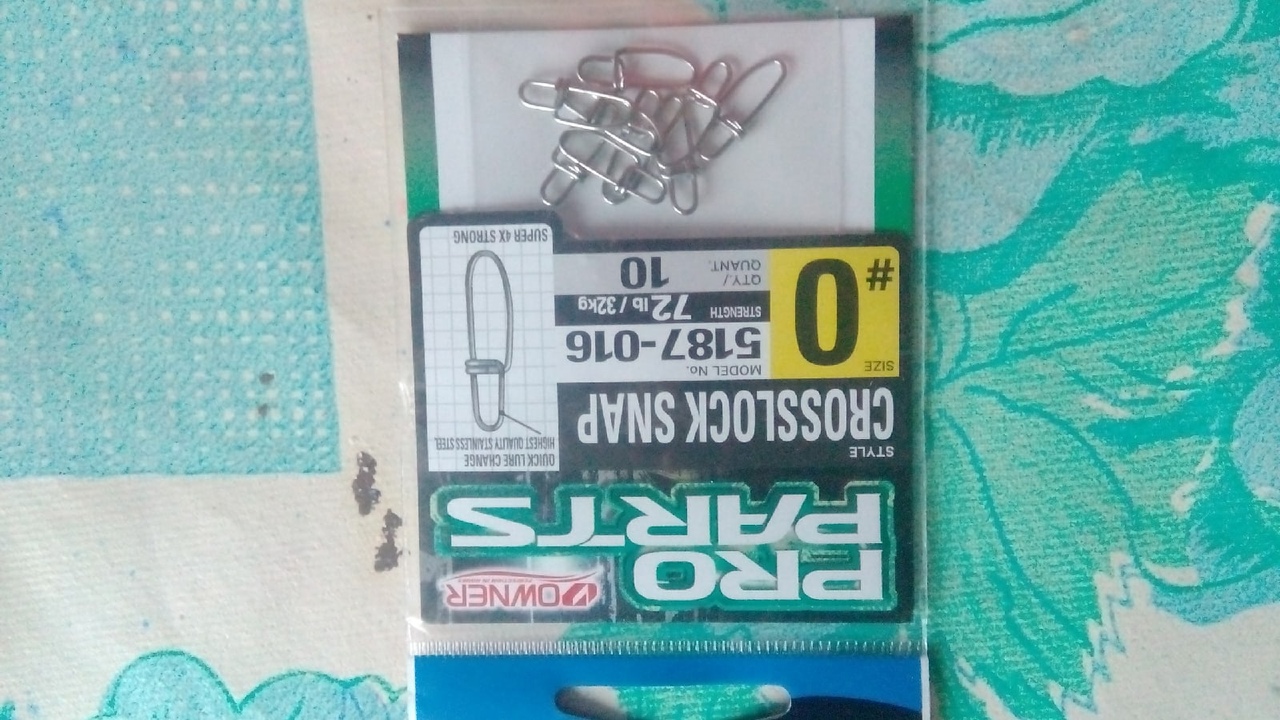 OWNER
PRO
PARTS
STYLE
CROSSLOCK SNAP
QUICK LURE CHANGE
HIGHEST QUALITY STAINLESS STEEL
SUPER 4X STRONG
SIZE
#0
MODEL No.
5187-016
STRENGTH 72 lb / 32kg
QTY./
QUANT. 10